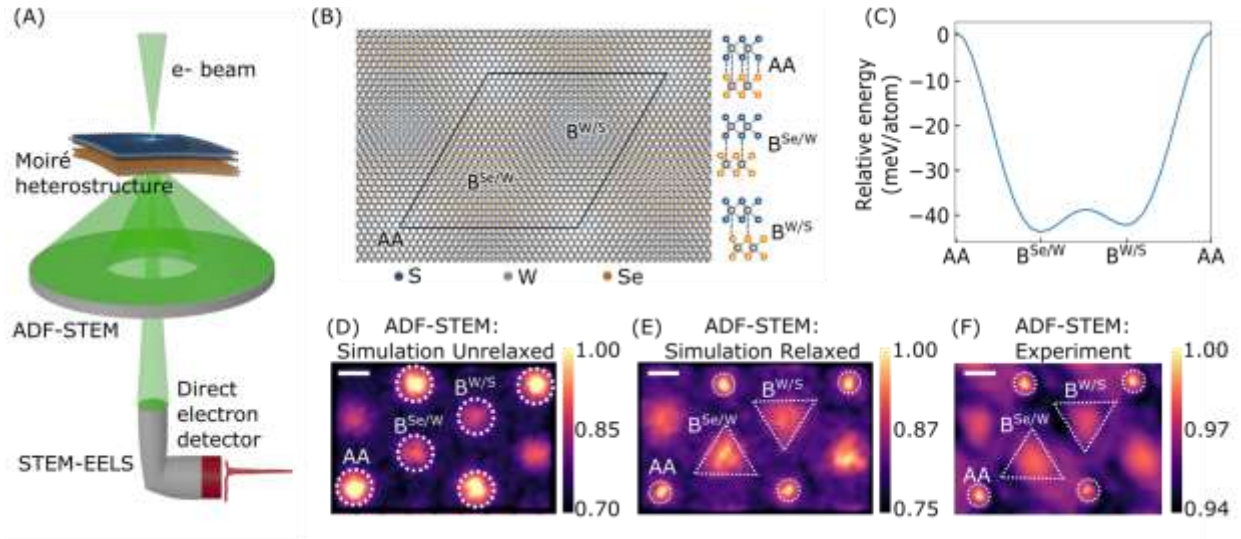 (A)
e- beam
Moiré
heterostructure
ADF-STEM
Direct
electron
detector
STEM-EELS
(B)
B^W/S
B^Se/W
AA
S
W
Se
AA
B^Se/W
B^W/S
(C)
Relative energy
(meV/atom)
0
−10
−20
−30
−40
AA
B^Se/W
B^W/S
AA
(D)
ADF-STEM:
Simulation Unrelaxed
B^W/S
B^Se/W
AA
1.00
0.85
0.70
(E)
ADF-STEM:
Simulation Relaxed
B^W/S
B^Se/W
AA
1.00
0.87
0.75
(F)
ADF-STEM:
Experiment
B^W/S
B^Se/W
AA
1.00
0.97
0.94